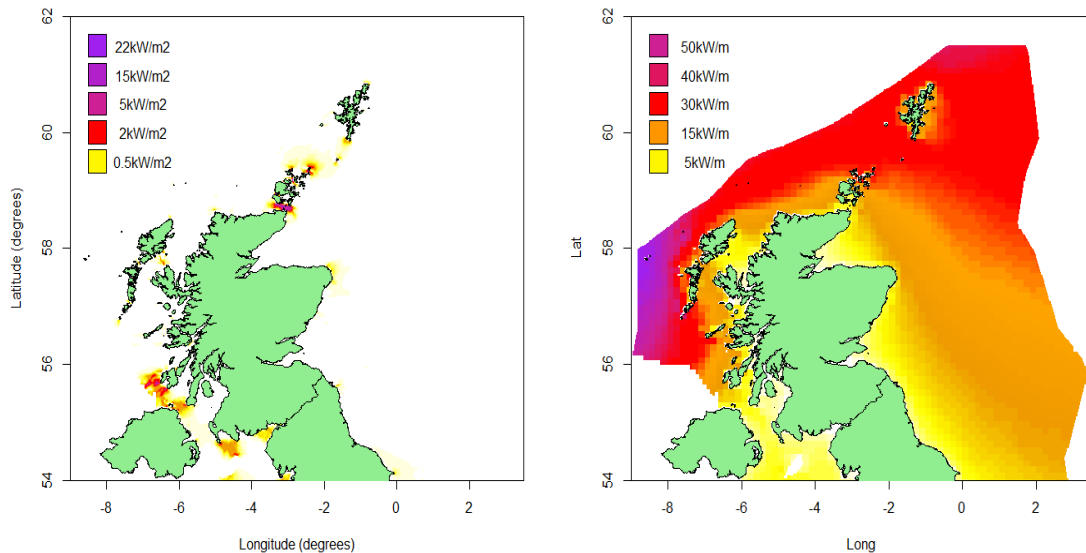 62
60
58
56
54
Latitude (degrees)
22kW/m2
15kW/m2
5kW/m2
2kW/m2
0.5kW/m2
-8
-6
-4
-2
0
2
Longitude (degrees)
62
60
58
56
54
Lat
50kW/m
40kW/m
30kW/m
15kW/m
5kW/m
-8
-6
-4
-2
0
2
Long